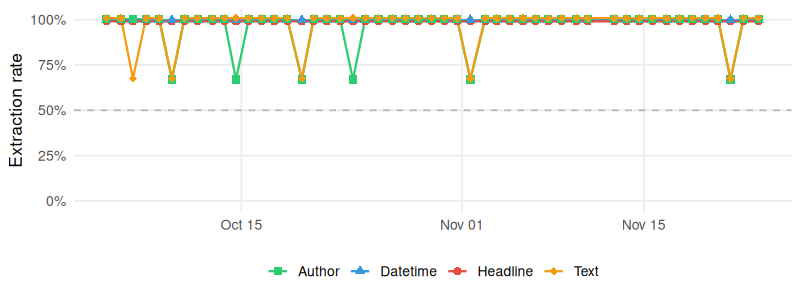 Extraction rate
100%
75%
50%
25%
0%
Oct 15 Nov 01 Nov 15
Author Datetime Headline Text